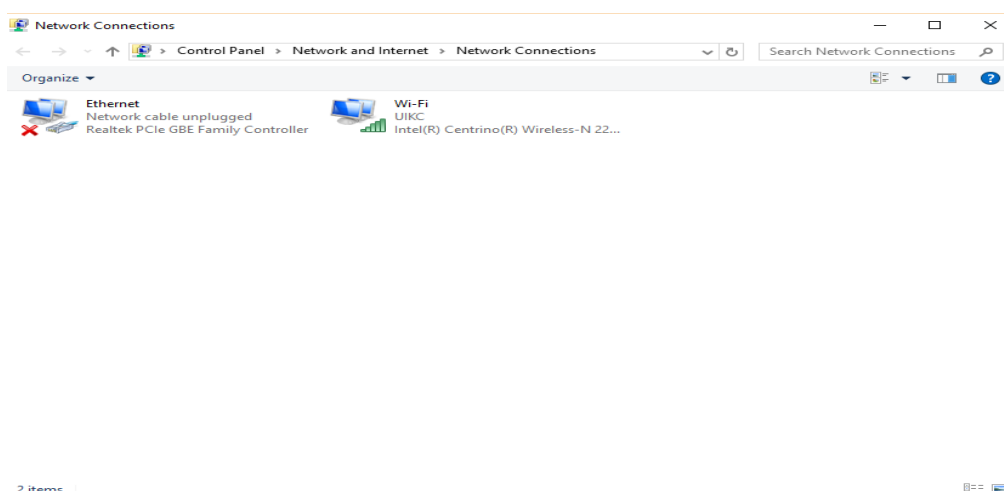 Network Connections
Control Panel > Network and Internet > Network Connections
Search Network Connections
Organize
Ethernet
Network cable unplugged
Realtek PCIe GBE Family Controller
Wi-Fi
UIKC
Intel(R) Centrino(R) Wireless-N 22...
2 items